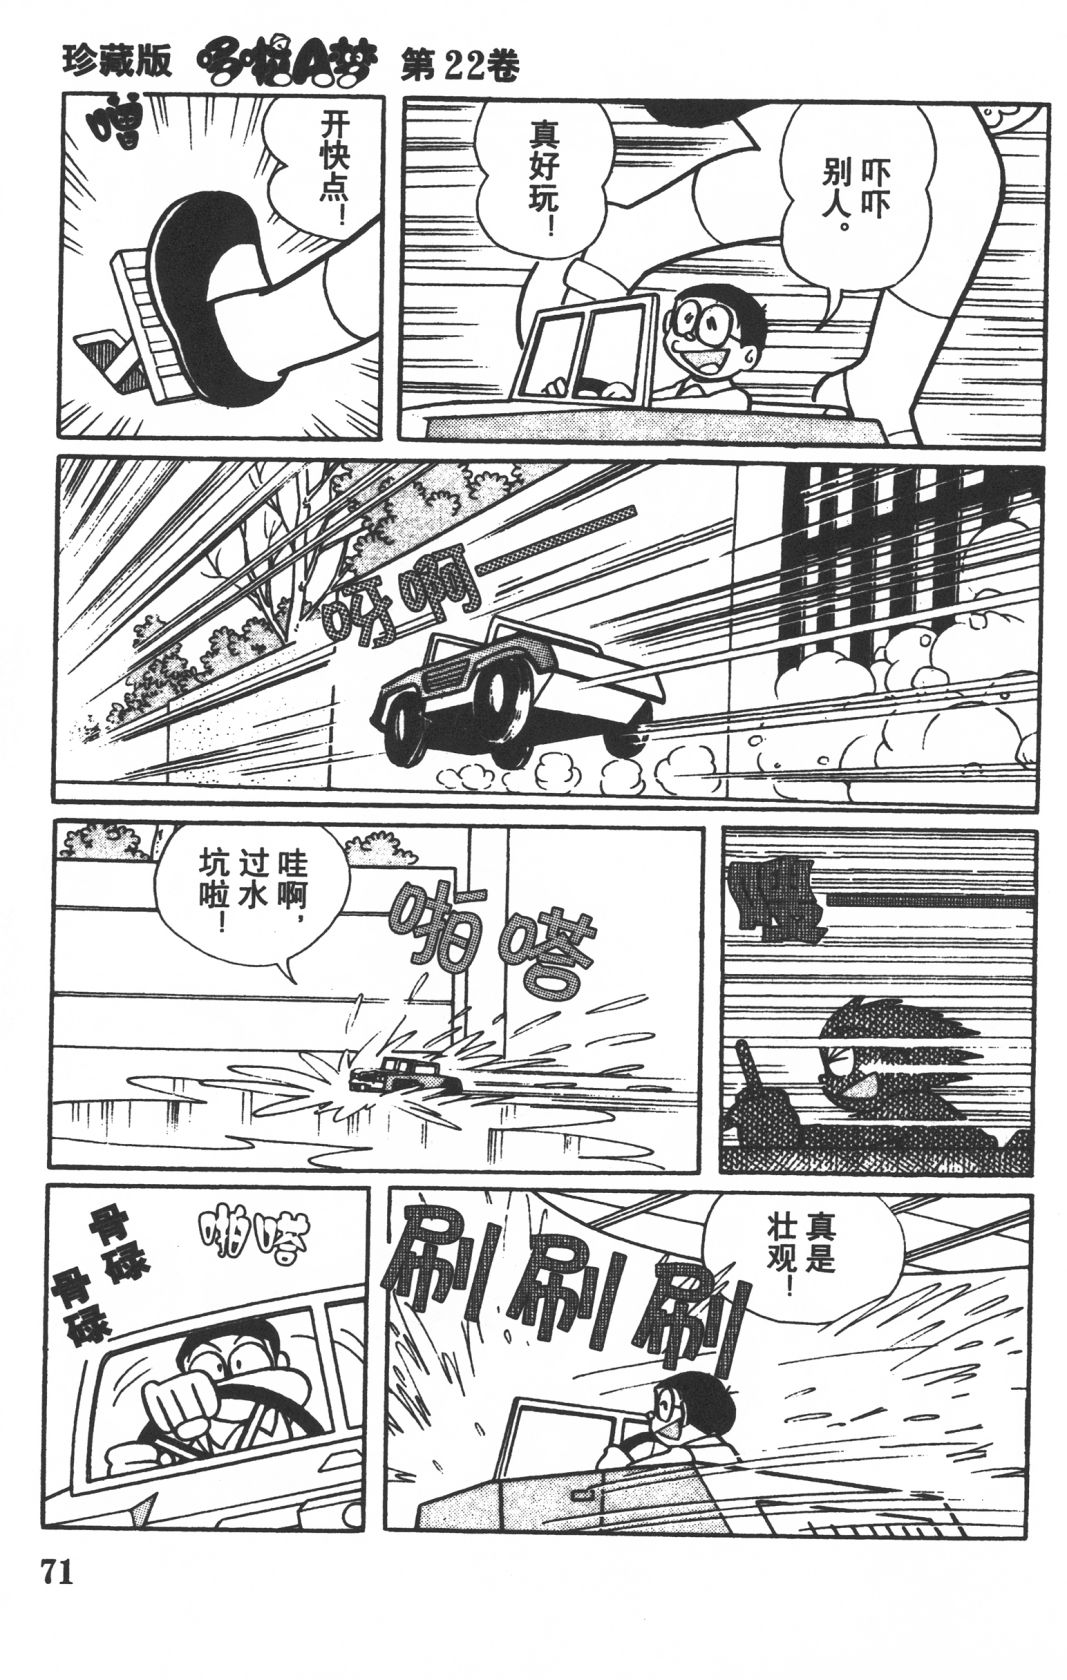 珍藏版 哆啦A梦 第22卷
吓吓
别人。
真好玩！
开快点！
噌
呀啊——
哇啊，
过水
坑啦！
啪嗒
真是
壮观！
刷刷刷
啪嗒
骨碌
骨碌
71